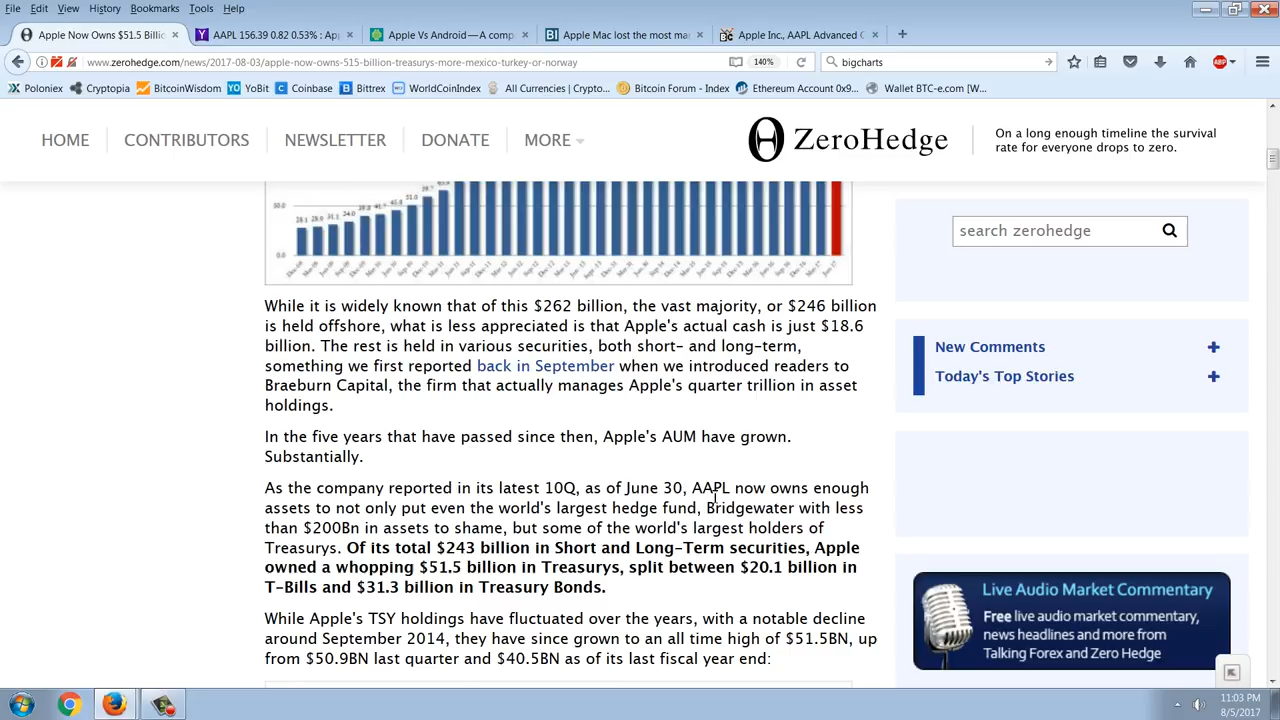 File Edit View History Bookmarks Tools Help
Apple Now Owns $51.5 Billic
AAPL 156.39 0.82 0.53% : Ap
Apple Vs Android — A comp
Apple Mac lost the most ma
Apple Inc., AAPL Advanced C
www.zerohedge.com/news/2017-08-03/apple-now-owns-515-billion-treasurys-more-mexico-turkey-or-norway
140%
bigcharts
ABP
Poloniex Cryptopia BitcoinWisdom YoBit Coinbase Bittrex WorldCoinIndex All Currencies | Crypto... Bitcoin Forum - Index Ethereum Account 0x9... Wallet BTC-e.com [W...
HOME CONTRIBUTORS NEWSLETTER DONATE MORE
ZeroHedge
On a long enough timeline the survival
rate for everyone drops to zero.
search zerohedge
While it is widely known that of this $262 billion, the vast majority, or $246 billion
is held offshore, what is less appreciated is that Apple's actual cash is just $18.6
billion. The rest is held in various securities, both short- and long-term,
something we first reported back in September when we introduced readers to
Braeburn Capital, the firm that actually manages Apple's quarter trillion in asset
holdings.
In the five years that have passed since then, Apple's AUM have grown.
Substantially.
As the company reported in its latest 10Q, as of June 30, AAPL now owns enough
assets to not only put even the world's largest hedge fund, Bridgewater with less
than $200Bn in assets to shame, but some of the world's largest holders of
Treasurys. Of its total $243 billion in Short and Long-Term securities, Apple
owned a whopping $51.5 billion in Treasurys, split between $20.1 billion in
T-Bills and $31.3 billion in Treasury Bonds.
While Apple's TSY holdings have fluctuated over the years, with a notable decline
around September 2014, they have since grown to an all time high of $51.5BN, up
from $50.9BN last quarter and $40.5BN as of its last fiscal year end:
New Comments
Today's Top Stories
Live Audio Market Commentary
Free live audio market commentary,
news headlines and more from
Talking Forex and Zero Hedge
11:03 PM
8/5/2017